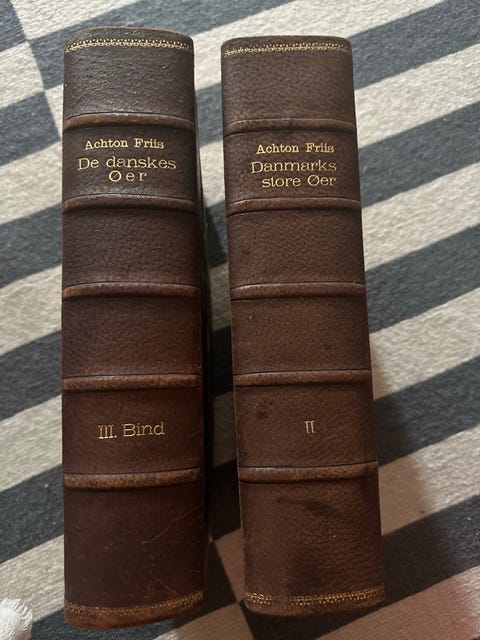 Achton Friis
De danskes
Øer
III. Bind
Achton Friis
Danmarks
store Øer
II